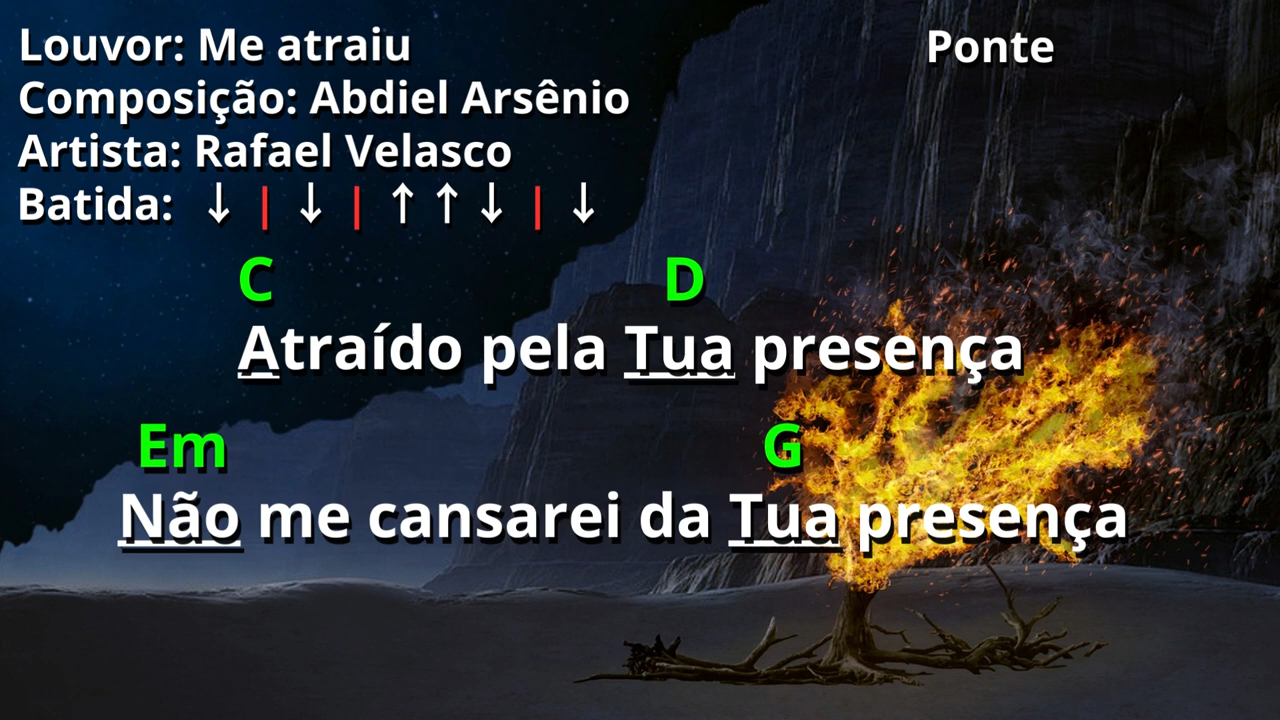 Louvor: Me atraiu
Ponte
Composição: Abdiel Arsênio
Artista: Rafael Velasco
Batida: ↓ | ↓ | ↑ ↑ ↓ | ↓
C D
Atraído pela Tua presença
Em G
Não me cansarei da Tua presença